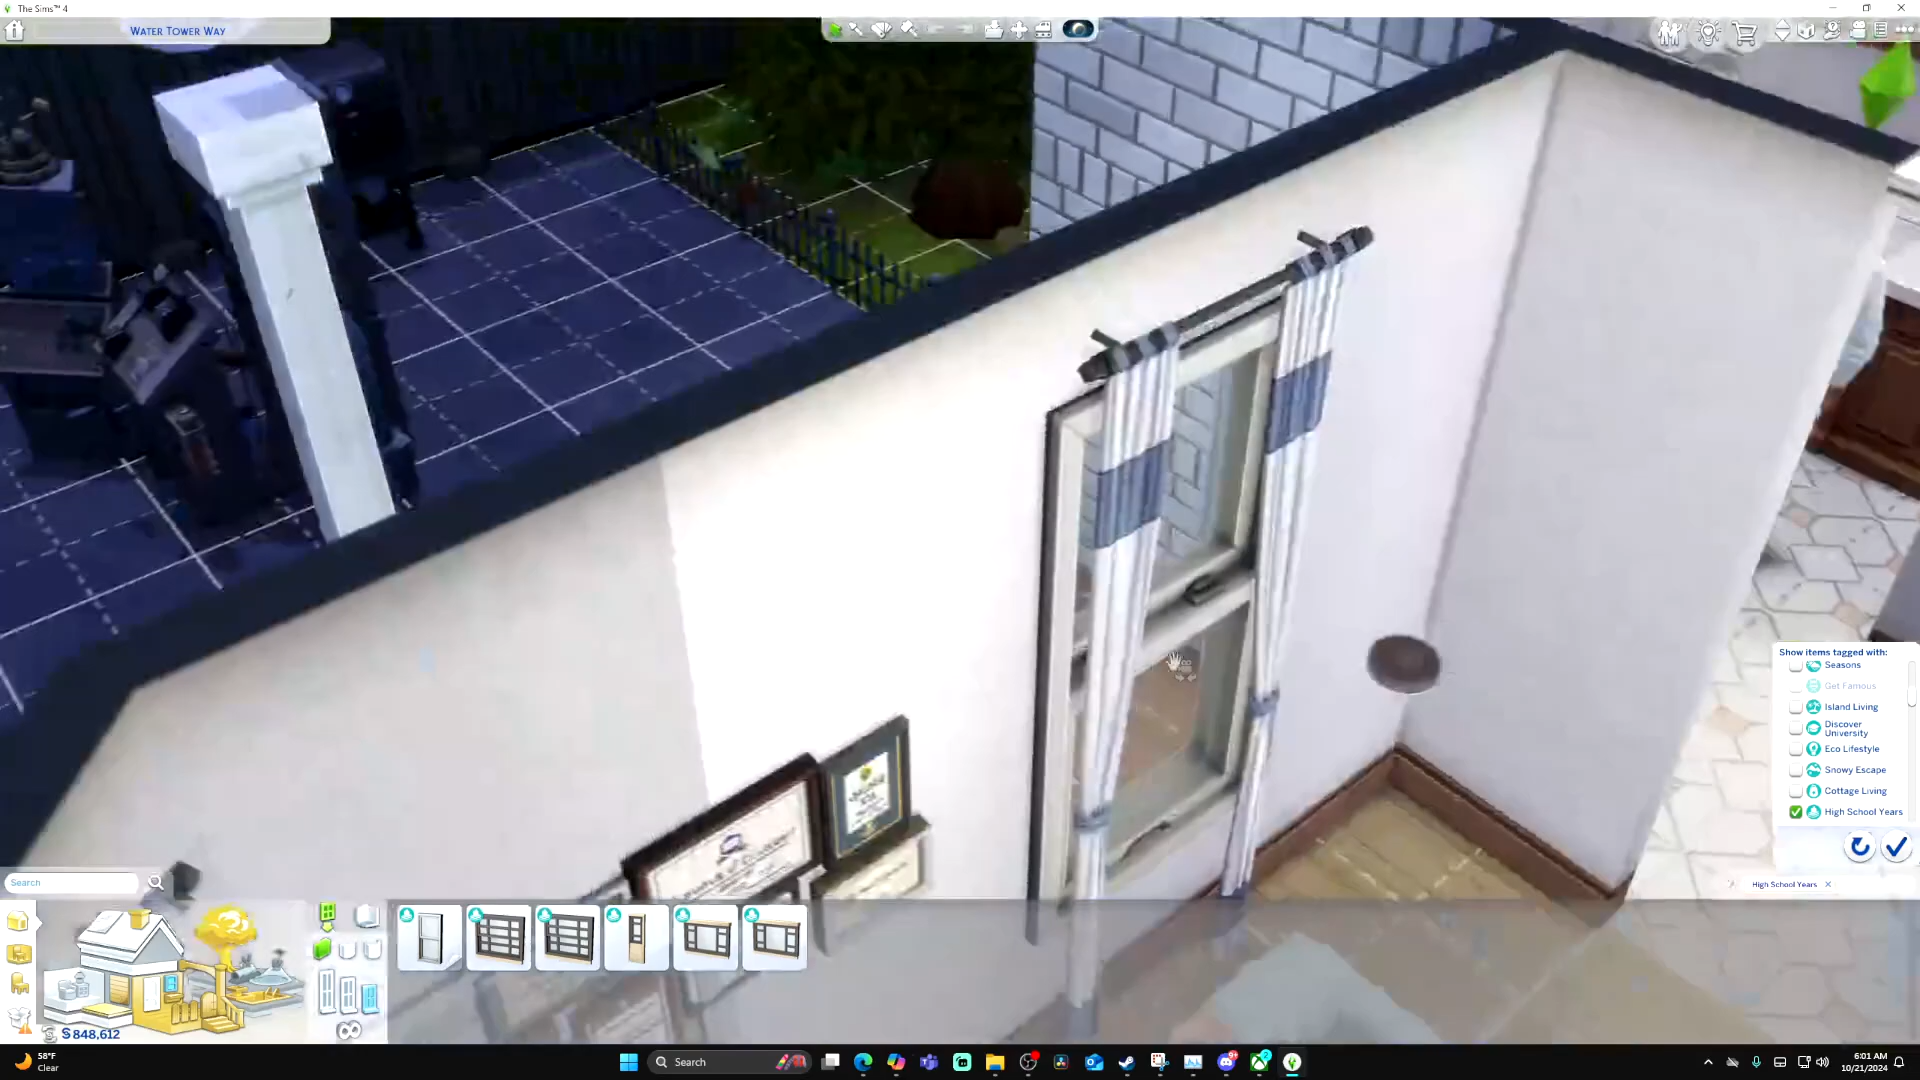 The Sims™ 4
WATER TOWER WAY
Show items tagged with:
Seasons
Get Famous
Island Living
Discover
University
Eco Lifestyle
Snowy Escape
Cottage Living
High School Years
High School Years
Search
§848,612
58°F
Clear
Search
6:01 AM
10/21/2024